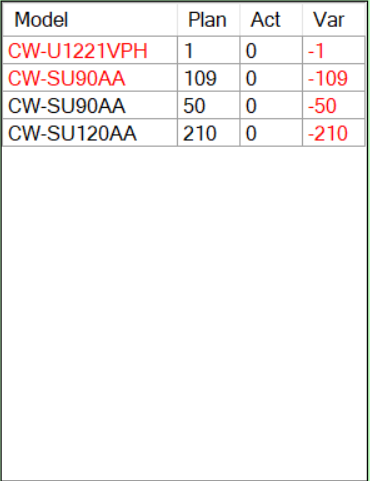 Model Plan Act Var
CW-U1221VPH 1 0 -1
CW-SU90AA 109 0 -109
CW-SU90AA 50 0 -50
CW-SU120AA 210 0 -210